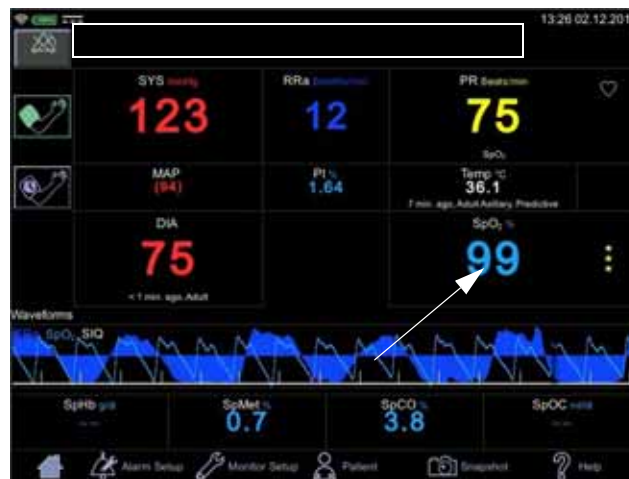 13:26 02.12.201
SYS mmHg RRa breaths/min PR beats/min
123 12 75
SpO₂
MAP PI % Temp °C
(94) 1.64 36.1
7 min. ago, Adult Axillary, Predictive
DIA SpO₂ %
75 99
<1 min. ago, Adult
Waveforms
RRa, SpO₂, SIQ
SpHb g/dl SpMet % SpCO % SpOC ml/dl
-- -- 0.7 3.8 -- --
Alarm Setup Monitor Setup Patient Snapshot Help